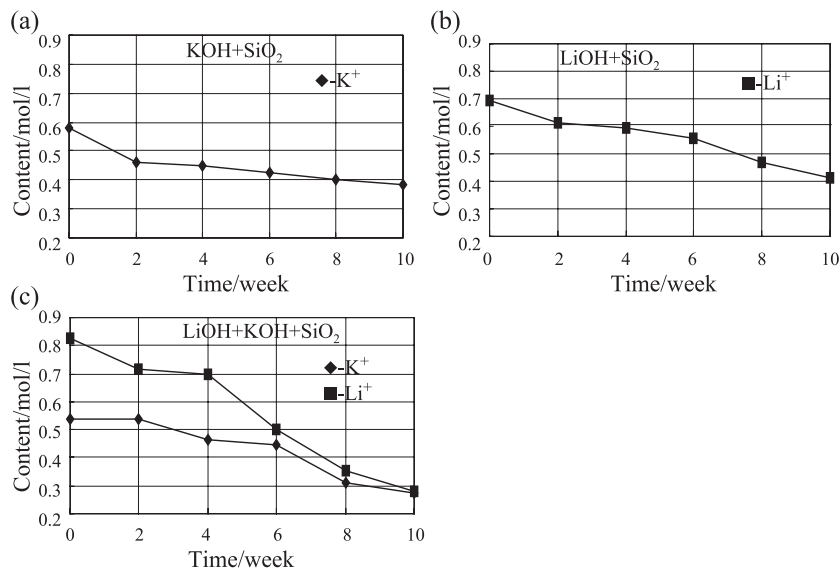 (a)
KOH+SiO₂
-K⁺
Content/mol/l
0.9
0.8
0.7
0.6
0.5
0.4
0.3
0.2
0 2 4 6 8 10
Time/week
(b)
LiOH+SiO₂
-Li⁺
Content/mol/l
0.9
0.8
0.7
0.6
0.5
0.4
0.3
0.2
0 2 4 6 8 10
Time/week
(c)
LiOH+KOH+SiO₂
-K⁺
-Li⁺
Content/mol/l
0.9
0.8
0.7
0.6
0.5
0.4
0.3
0.2
0 2 4 6 8 10
Time/week